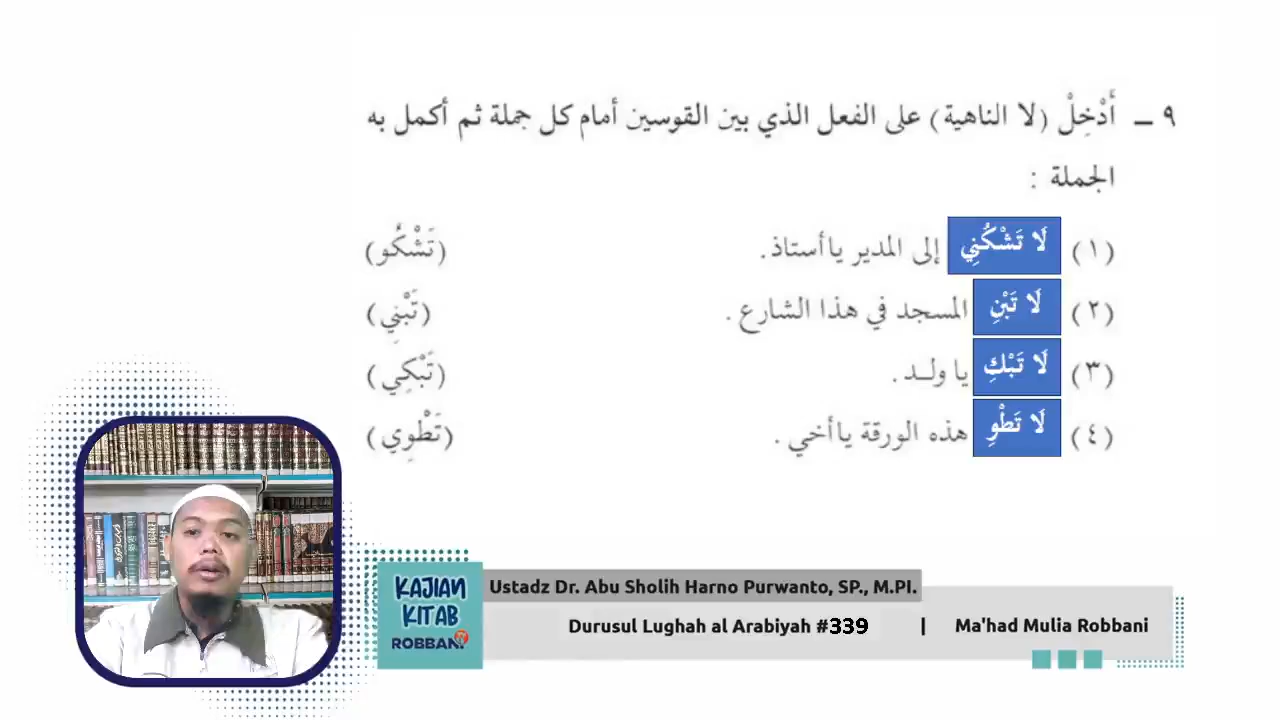 ٩ ــ أَدْخِلْ (لا الناهية) على الفعل الذي بين القوسين أمام كل جملة ثم أكمل به
الجملة :
(١) لَا تَشْكُنِي إلى المدير يا أستاذ. (تَشْكُو)
(٢) لَا تَبْنِ المسجد في هذا الشارع. (تَبْنِي)
(٣) لَا تَبْكِ يا ولـد. (تَبْكِي)
(٤) لَا تَطْوِ هذه الورقة يا أخي. (تَطْوِي)
KAJIAN
KITAB
ROBBANI
Ustadz Dr. Abu Sholih Harno Purwanto, SP., M.PI.
Durusul Lughah al Arabiyah #339 | Ma'had Mulia Robbani